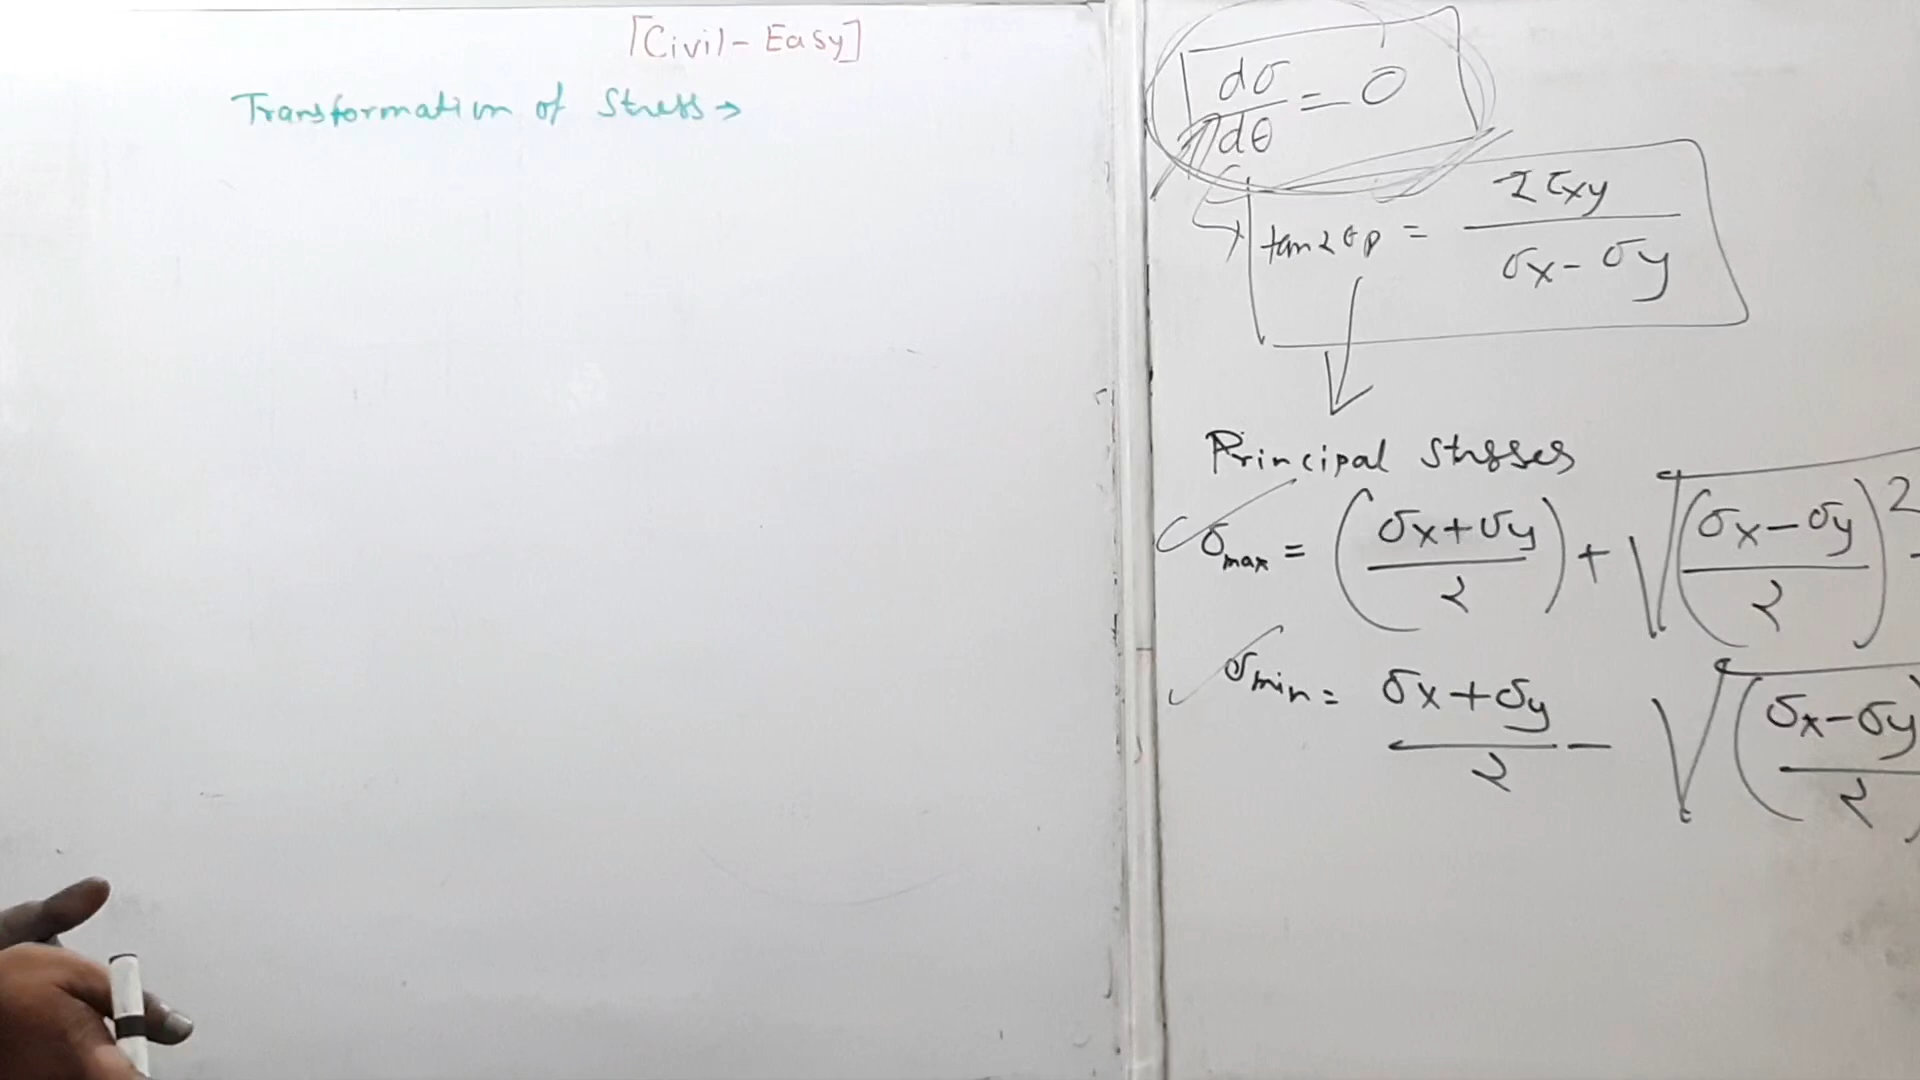 [Civil-Easy]
Transformation of Stress →
dσ/dθ = 0
tan2θp = 2τxy/σx-σy
Principal stresses
σmax = (σx+σy/2) + √(σx-σy/2)²
σmin = σx+σy/2 - √(σx-σy/2)